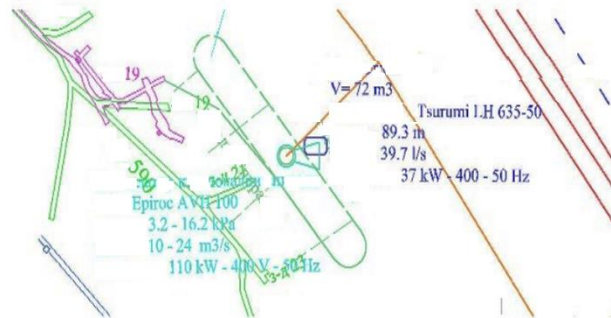 19
V= 72 m3
19
Tsurumi LH 635-50
89.3 m
39.7 l/s
37 kW - 400 - 50 Hz
590
Epiroc AVH 100
3.2 - 16.2 kPa
10 - 24 m3/s
110 kW - 400 V - 50 Hz